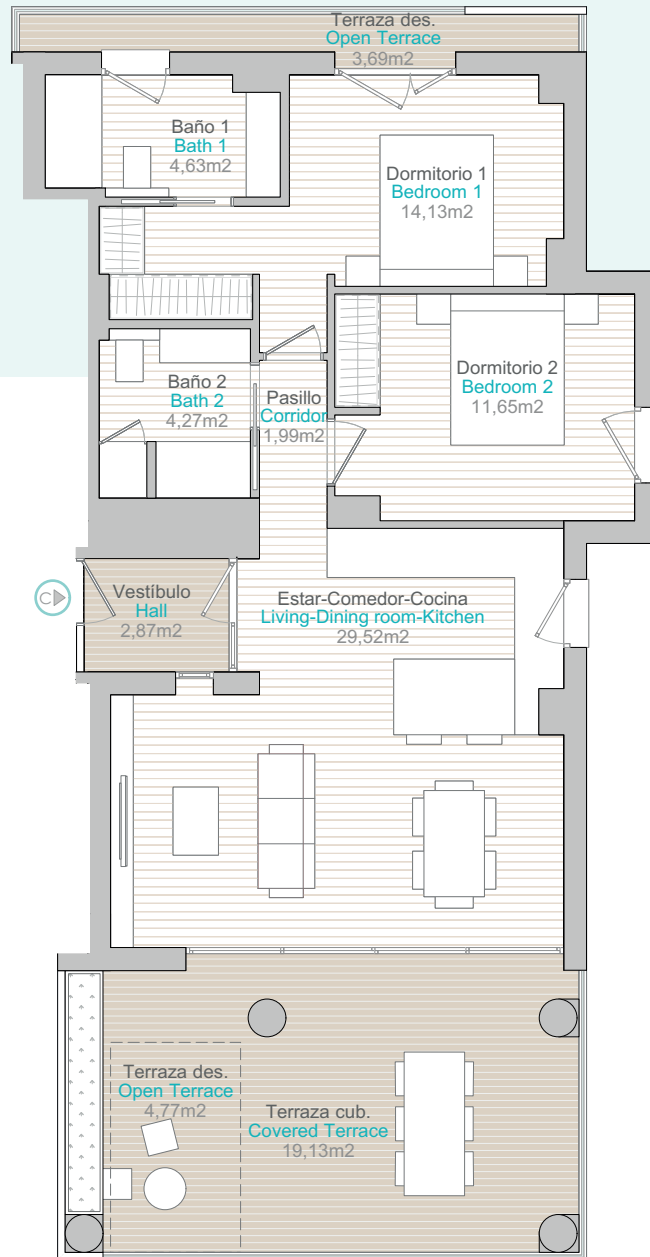 Terraza des.
Open Terrace
3,69m2
Baño 1
Bath 1
4,63m2
Dormitorio 1
Bedroom 1
14,13m2
Dormitorio 2
Bedroom 2
11,65m2
Baño 2
Bath 2
4,27m2
Pasillo
Corridor
1,99m2
C
Vestíbulo
Hall
2,87m2
Estar-Comedor-Cocina
Living-Dining room-Kitchen
29,52m2
Terraza des.
Open Terrace
4,77m2
Terraza cub.
Covered Terrace
19,13m2